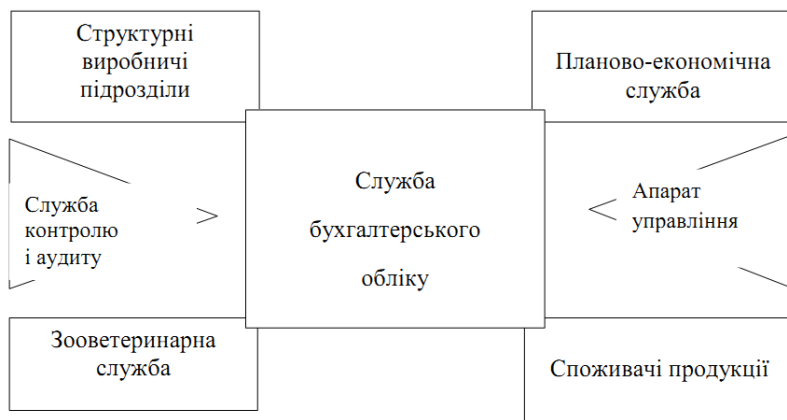 Структурні
виробничі
підрозділи
Планово-економічна
служба
Служба
бухгалтерського
обліку
Служба
контролю
і аудиту
Апарат
управління
Зооветеринарна
служба
Споживачі продукції